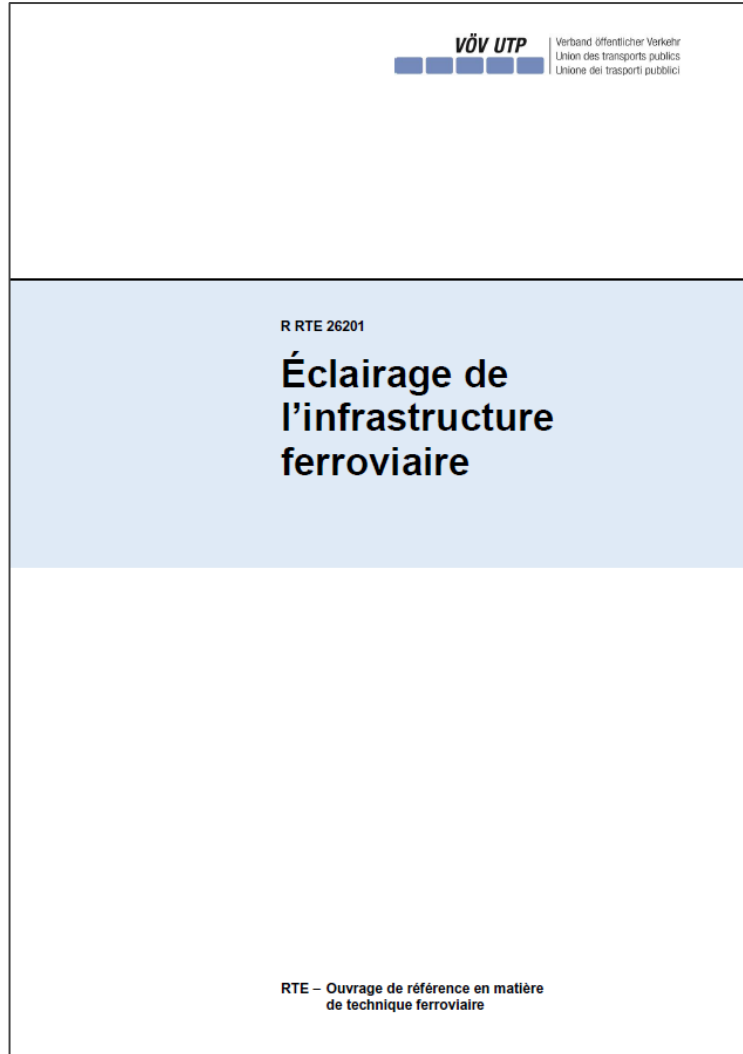 VÖV UTP
Verband öffentlicher Verkehr
Union des transports publics
Unione dei trasporti pubblici
R RTE 26201
Éclairage de
l’infrastructure
ferroviaire
RTE – Ouvrage de référence en matière
de technique ferroviaire